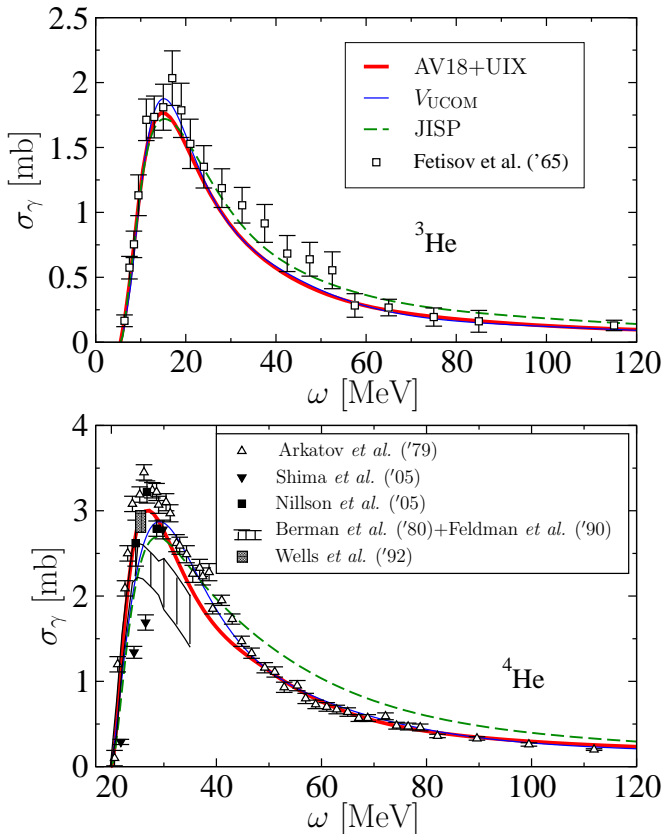 2.5
2
1.5
1
0.5
0
σγ [mb]
AV18+UIX
VUCOM
JISP
Fetisov et al. ('65)
³He
0 20 40 60 80 100 120
ω [MeV]
4
3
2
1
0
σγ [mb]
Arkatov et al. ('79)
Shima et al. ('05)
Nillson et al. ('05)
Berman et al. ('80)+Feldman et al. ('90)
Wells et al. ('92)
⁴He
20 40 60 80 100 120
ω [MeV]